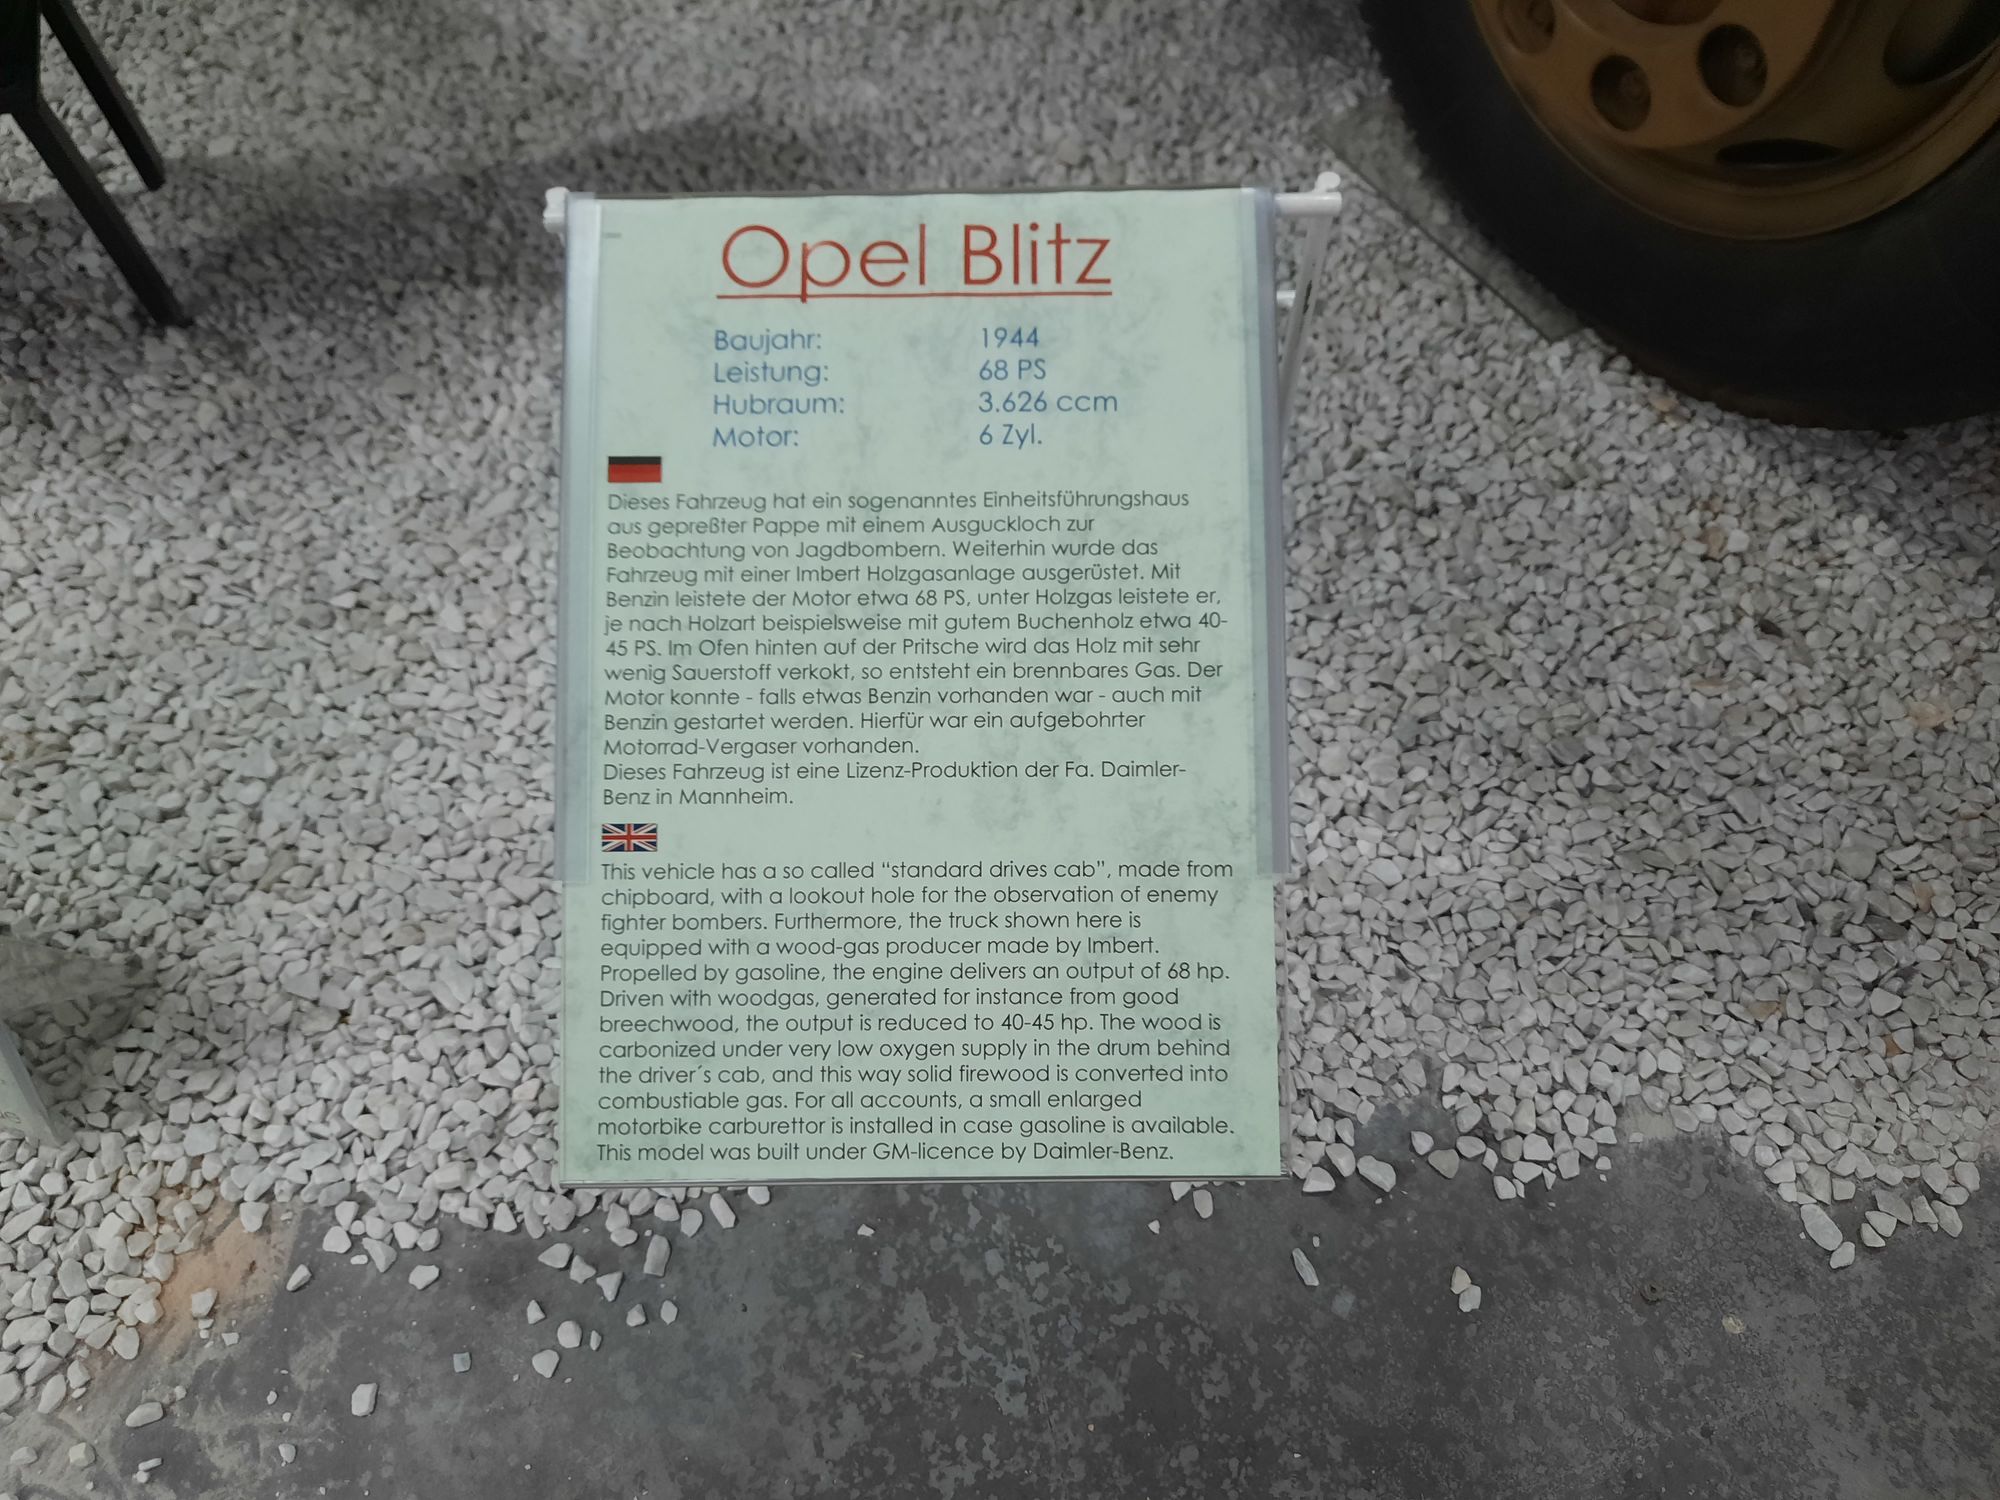 Opel Blitz
Baujahr: 1944
Leistung: 68 PS
Hubraum: 3.626 ccm
Motor: 6 Zyl.
Dieses Fahrzeug hat ein sogenanntes Einheitsführungshaus
aus gepreßter Pappe mit einem Ausguckloch zur
Beobachtung von Jagdbombern. Weiterhin wurde das
Fahrzeug mit einer Imbert Holzgasanlage ausgerüstet. Mit
Benzin leistete der Motor etwa 68 PS, unter Holzgas leistete er,
je nach Holzart beispielsweise mit gutem Buchenholz etwa 40-
45 PS. Im Ofen hinten auf der Pritsche wird das Holz mit sehr
wenig Sauerstoff verkokt, so entsteht ein brennbares Gas. Der
Motor konnte - falls etwas Benzin vorhanden war - auch mit
Benzin gestartet werden. Hierfür war ein aufgebohrter
Motorrad-Vergaser vorhanden.
Dieses Fahrzeug ist eine Lizenz-Produktion der Fa. Daimler-
Benz in Mannheim.
This vehicle has a so called “standard drives cab”, made from
chipboard, with a lookout hole for the observation of enemy
fighter bombers. Furthermore, the truck shown here is
equipped with a wood-gas producer made by Imbert.
Propelled by gasoline, the engine delivers an output of 68 hp.
Driven with woodgas, generated for instance from good
breechwood, the output is reduced to 40-45 hp. The wood is
carbonized under very low oxygen supply in the drum behind
the driver´s cab, and this way solid firewood is converted into
combustiable gas. For all accounts, a small enlarged
motorbike carburettor is installed in case gasoline is available.
This model was built under GM-licence by Daimler-Benz.